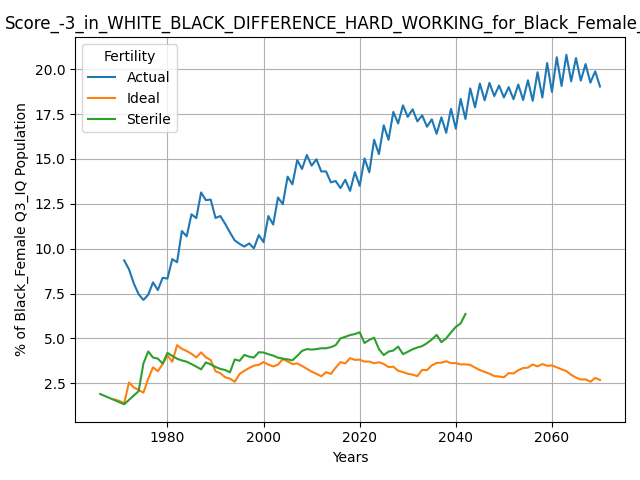 Score_-3_in_WHITE_BLACK_DIFFERENCE_HARD_WORKING_for_Black_Female_
Fertility
Actual
Ideal
Sterile
% of Black_Female Q3_IQ Population
20.0
17.5
15.0
12.5
10.0
7.5
5.0
2.5
1980 2000 2020 2040 2060
Years